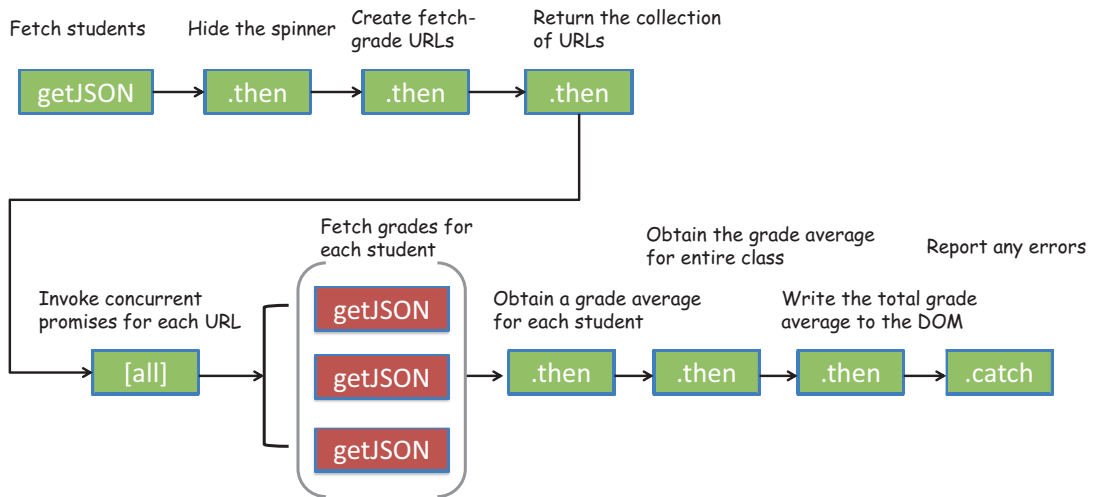 Fetch students
Hide the spinner
Create fetch-
grade URLs
Return the collection
of URLs
getJSON
.then
.then
.then
Fetch grades for
each student
Invoke concurrent
promises for each URL
[all]
getJSON
getJSON
getJSON
Obtain a grade average
for each student
Obtain the grade average
for entire class
Write the total grade
average to the DOM
Report any errors
.then
.then
.then
.catch